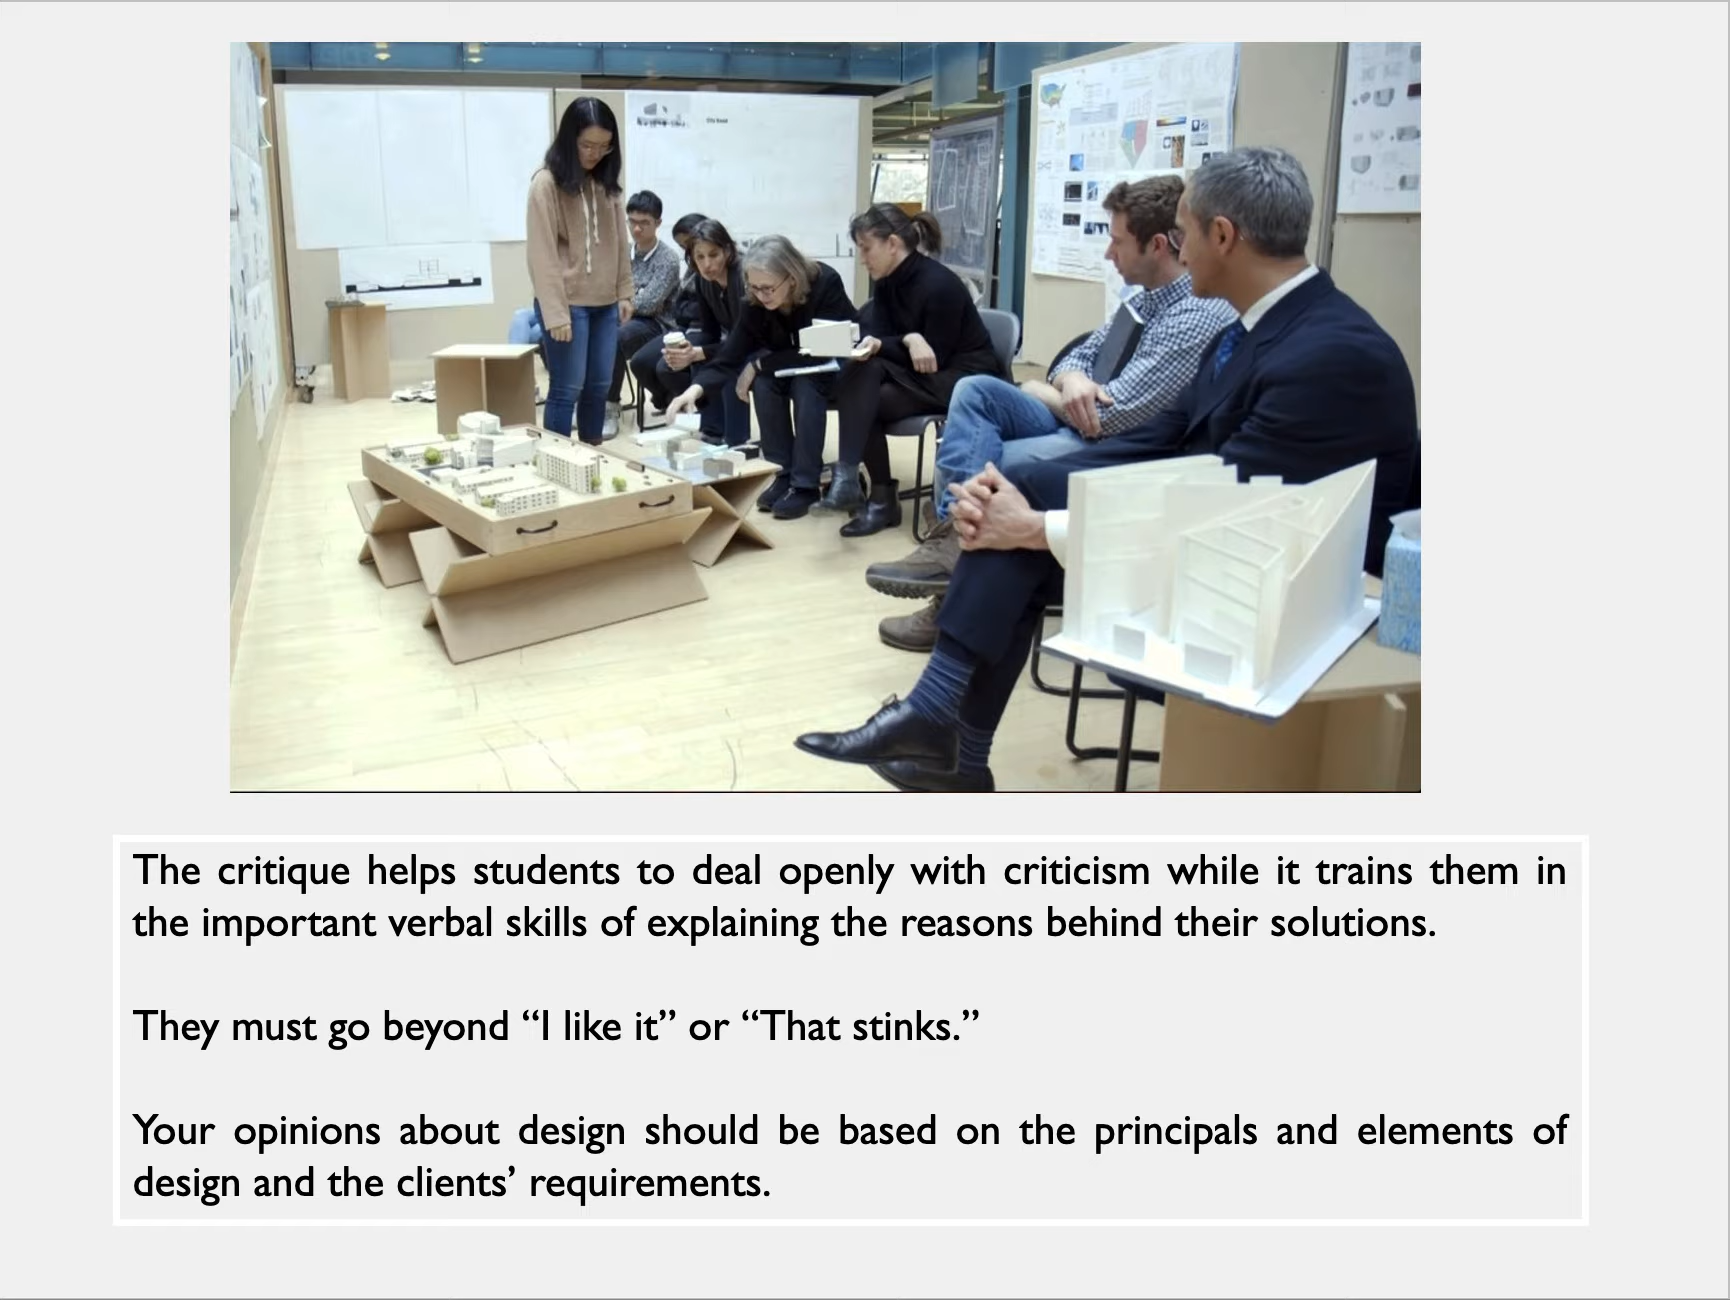 City Bowl
The critique helps students to deal openly with criticism while it trains them in
the important verbal skills of explaining the reasons behind their solutions.
They must go beyond “I like it” or “That stinks.”
Your opinions about design should be based on the principals and elements of
design and the clients’ requirements.